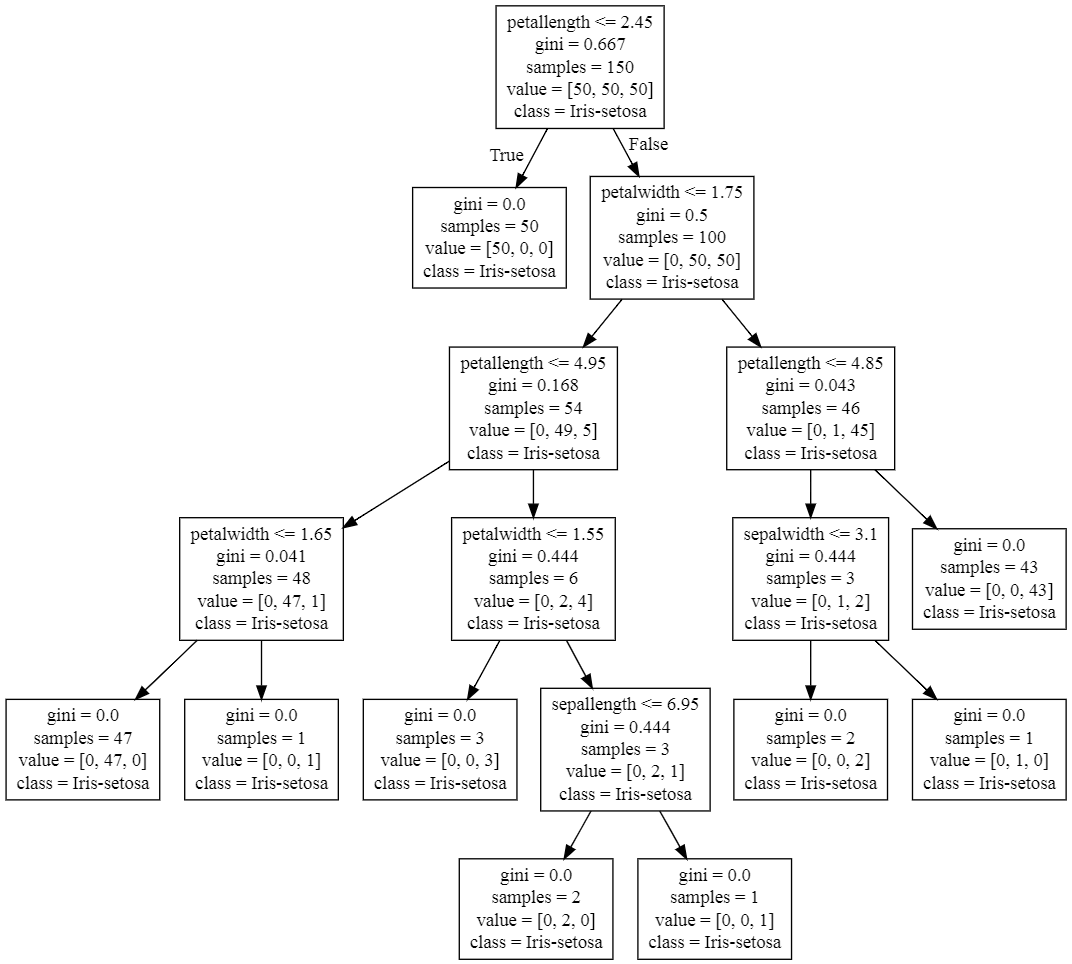 petallength <= 2.45
gini = 0.667
samples = 150
value = [50, 50, 50]
class = Iris-setosa
True
False
gini = 0.0
samples = 50
value = [50, 0, 0]
class = Iris-setosa
petalwidth <= 1.75
gini = 0.5
samples = 100
value = [0, 50, 50]
class = Iris-setosa
petallength <= 4.95
gini = 0.168
samples = 54
value = [0, 49, 5]
class = Iris-setosa
petallength <= 4.85
gini = 0.043
samples = 46
value = [0, 1, 45]
class = Iris-setosa
petalwidth <= 1.65
gini = 0.041
samples = 48
value = [0, 47, 1]
class = Iris-setosa
petalwidth <= 1.55
gini = 0.444
samples = 6
value = [0, 2, 4]
class = Iris-setosa
sepalwidth <= 3.1
gini = 0.444
samples = 3
value = [0, 1, 2]
class = Iris-setosa
gini = 0.0
samples = 43
value = [0, 0, 43]
class = Iris-setosa
gini = 0.0
samples = 47
value = [0, 47, 0]
class = Iris-setosa
gini = 0.0
samples = 1
value = [0, 0, 1]
class = Iris-setosa
gini = 0.0
samples = 3
value = [0, 0, 3]
class = Iris-setosa
sepallength <= 6.95
gini = 0.444
samples = 3
value = [0, 2, 1]
class = Iris-setosa
gini = 0.0
samples = 2
value = [0, 0, 2]
class = Iris-setosa
gini = 0.0
samples = 1
value = [0, 1, 0]
class = Iris-setosa
gini = 0.0
samples = 2
value = [0, 2, 0]
class = Iris-setosa
gini = 0.0
samples = 1
value = [0, 0, 1]
class = Iris-setosa